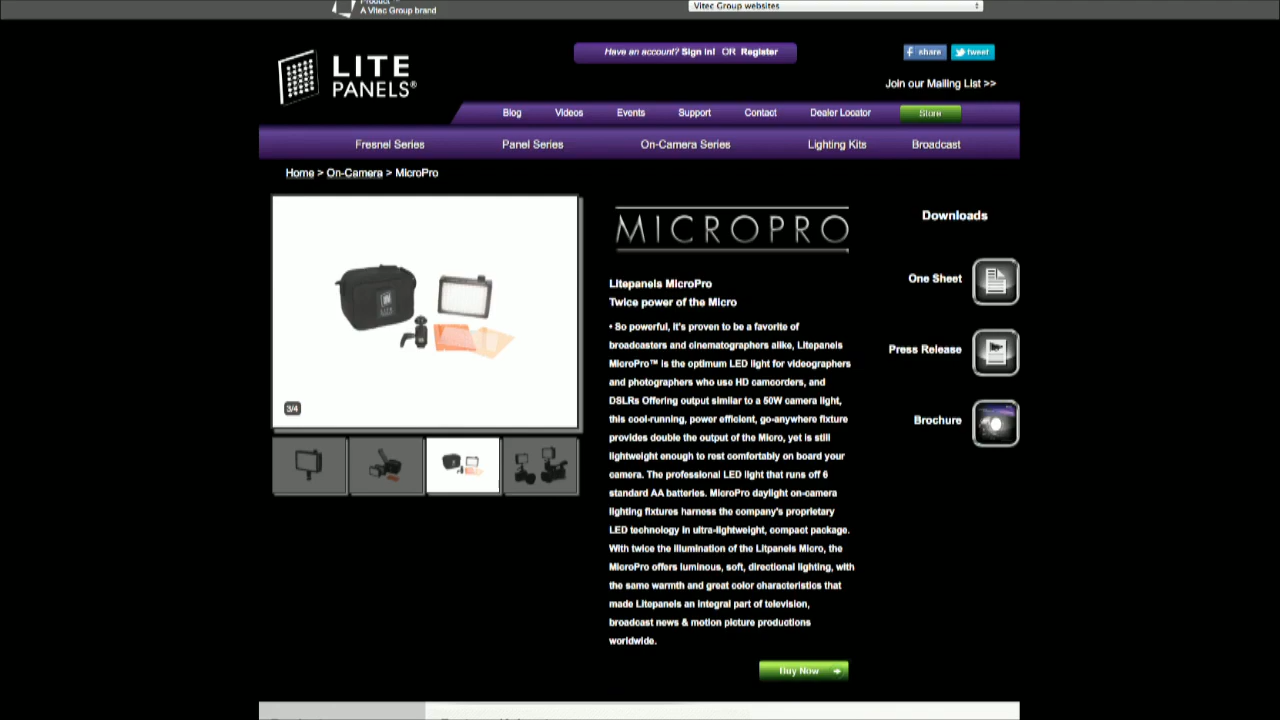 Product™
A Vitec Group brand
Vitec Group websites
LITE
PANELS®
Have an account? Sign in! OR Register
share
tweet
Join our Mailing List >>
Blog Videos Events Support Contact Dealer Locator Store
Fresnel Series Panel Series On-Camera Series Lighting Kits Broadcast
Home > On-Camera > MicroPro
MICROPRO
Litepanels MicroPro
Twice power of the Micro
• So powerful, it's proven to be a favorite of
broadcasters and cinematographers alike, Litepanels
MicroPro™ is the optimum LED light for videographers
and photographers who use HD camcorders, and
DSLRs Offering output similar to a 50W camera light,
this cool-running, power efficient, go-anywhere fixture
provides double the output of the Micro, yet is still
lightweight enough to rest comfortably on board your
camera. The professional LED light that runs off 6
standard AA batteries. MicroPro daylight on-camera
lighting fixtures harness the company's proprietary
LED technology in ultra-lightweight, compact package.
With twice the illumination of the Litpanels Micro, the
MicroPro offers luminous, soft, directional lighting, with
the same warmth and great color characteristics that
made Litepanels an integral part of television,
broadcast news & motion picture productions
worldwide.
Buy Now
Downloads
One Sheet
Press Release
Brochure
LITE
3/4